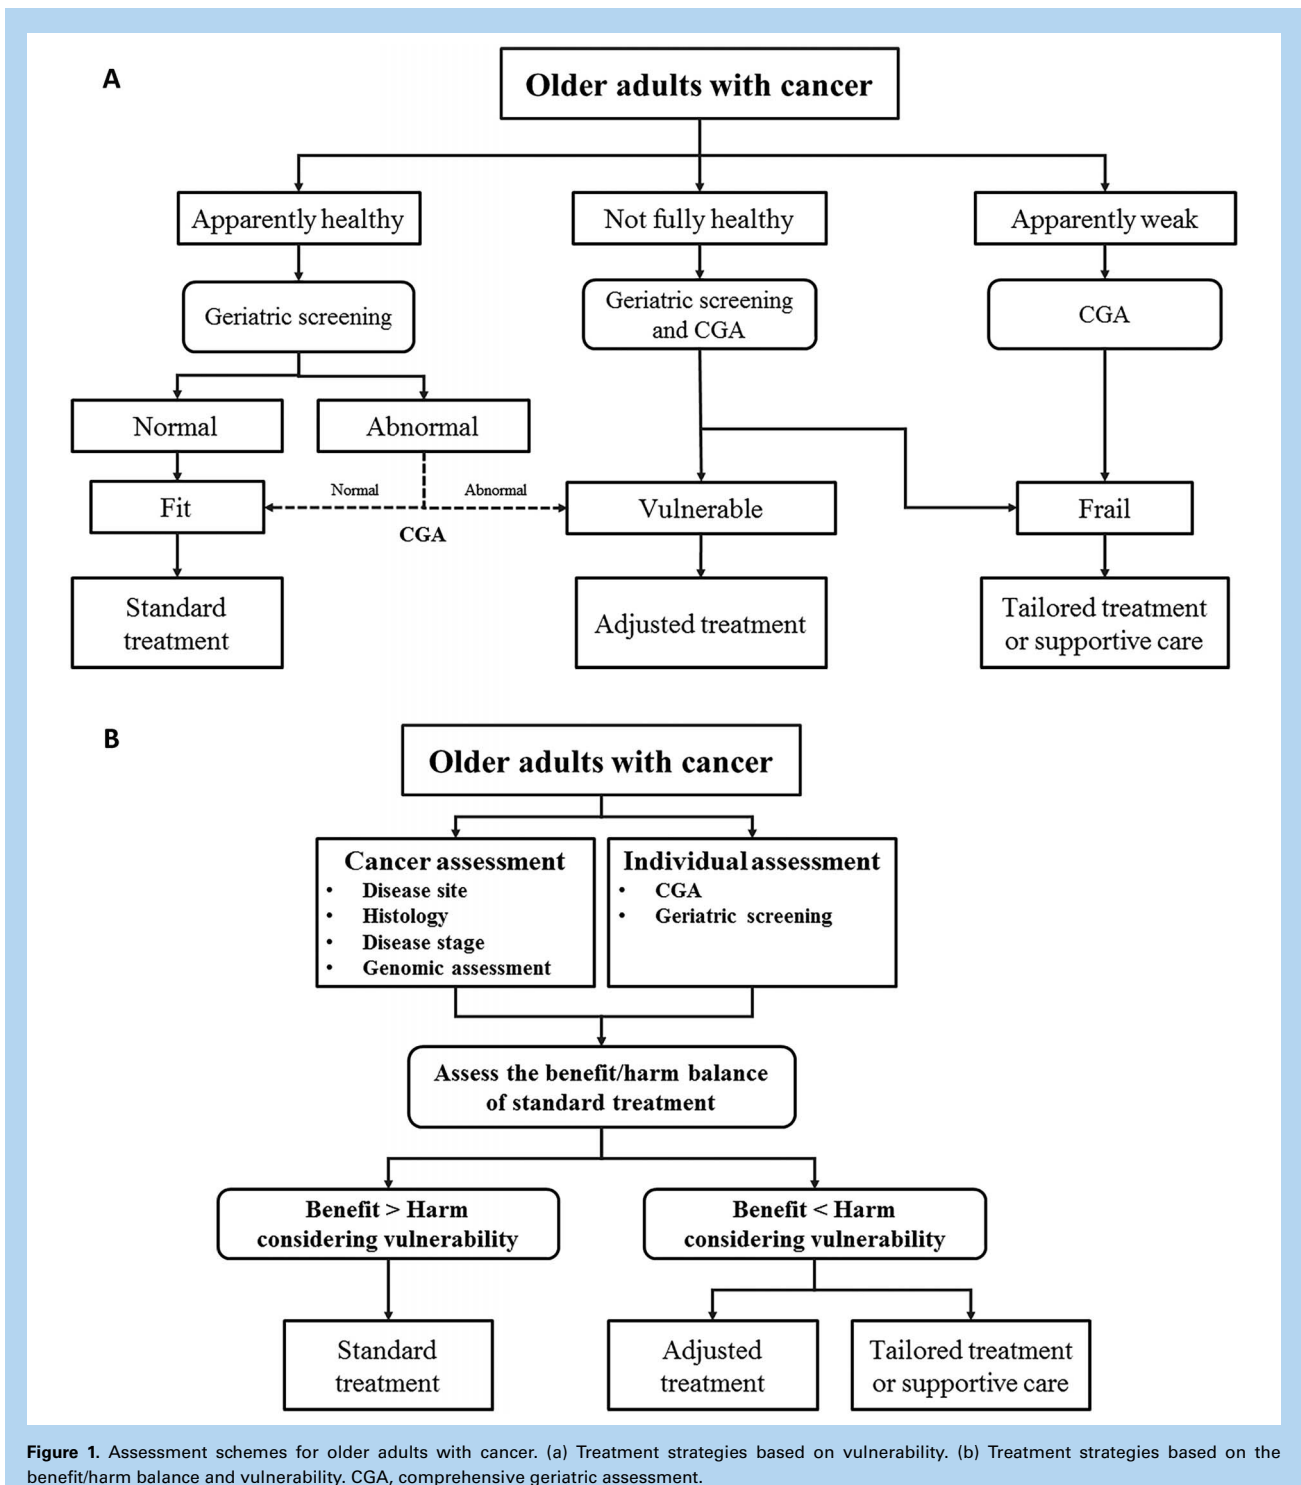 A
Older adults with cancer
Apparently healthy
Not fully healthy
Apparently weak
Geriatric screening
Geriatric screening
and CGA
CGA
Normal
Abnormal
Fit
Normal
Abnormal
CGA
Vulnerable
Frail
Standard
treatment
Adjusted treatment
Tailored treatment
or supportive care
B
Older adults with cancer
Cancer assessment
• Disease site
• Histology
• Disease stage
• Genomic assessment
Individual assessment
• CGA
• Geriatric screening
Assess the benefit/harm balance
of standard treatment
Benefit > Harm
considering vulnerability
Benefit < Harm
considering vulnerability
Standard
treatment
Adjusted
treatment
Tailored treatment
or supportive care
Figure 1. Assessment schemes for older adults with cancer. (a) Treatment strategies based on vulnerability. (b) Treatment strategies based on the
benefit/harm balance and vulnerability. CGA, comprehensive geriatric assessment.